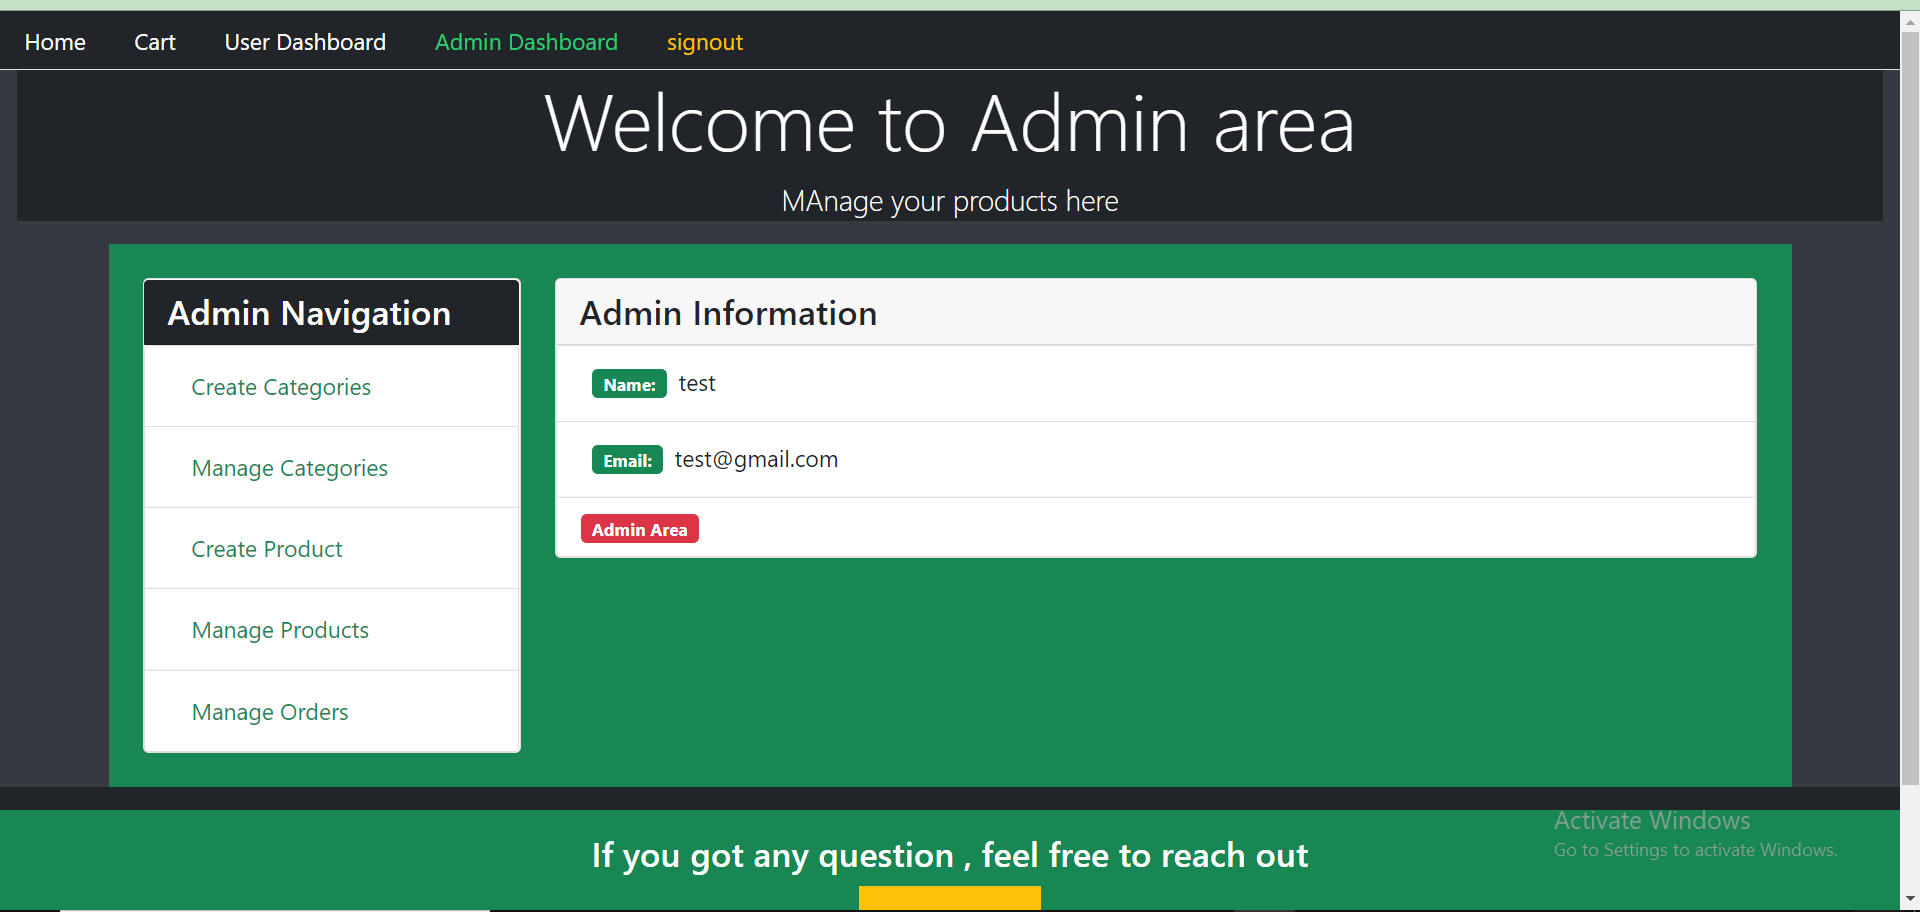 Home Cart User Dashboard Admin Dashboard signout
Welcome to Admin area
MAnage your products here
Admin Navigation
Create Categories
Manage Categories
Create Product
Manage Products
Manage Orders
Admin Information
Name: test
Email: test@gmail.com
Admin Area
If you got any question , feel free to reach out
Activate Windows
Go to Settings to activate Windows.